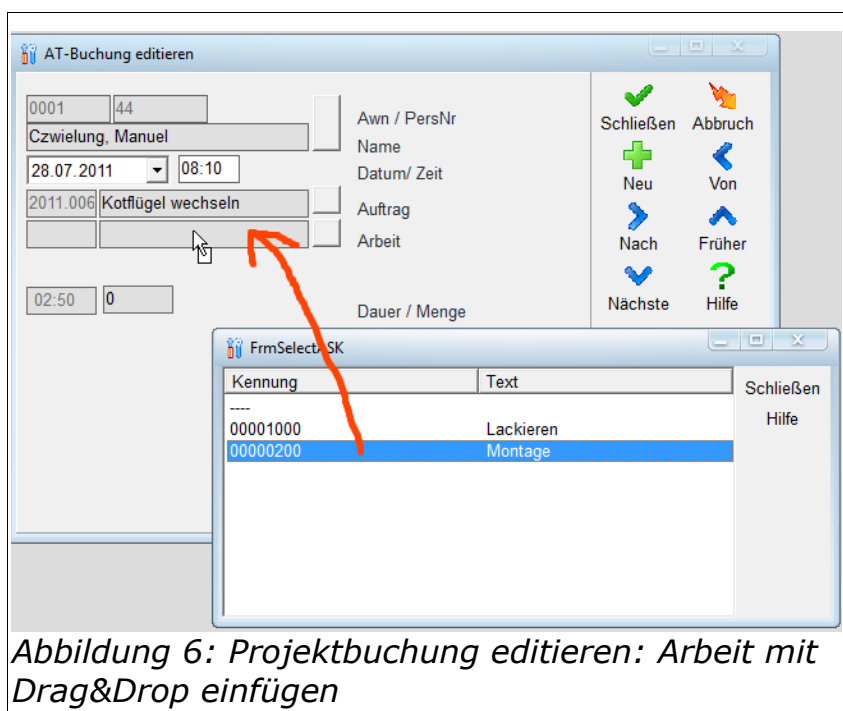 AT-Buchung editieren
0001 44 Awn / PersNr
Czwielung, Manuel Name
28.07.2011 08:10 Datum/ Zeit
2011.006 Kotflügel wechseln Auftrag
Arbeit
02:50 0 Dauer / Menge
Schließen Abbruch
Neu Von
Nach Früher
Nächste Hilfe
FrmSelectASK
Kennung Text
----
00001000 Lackieren
00000200 Montage
Schließen
Hilfe
Abbildung 6: Projektbuchung editieren: Arbeit mit
Drag&Drop einfügen